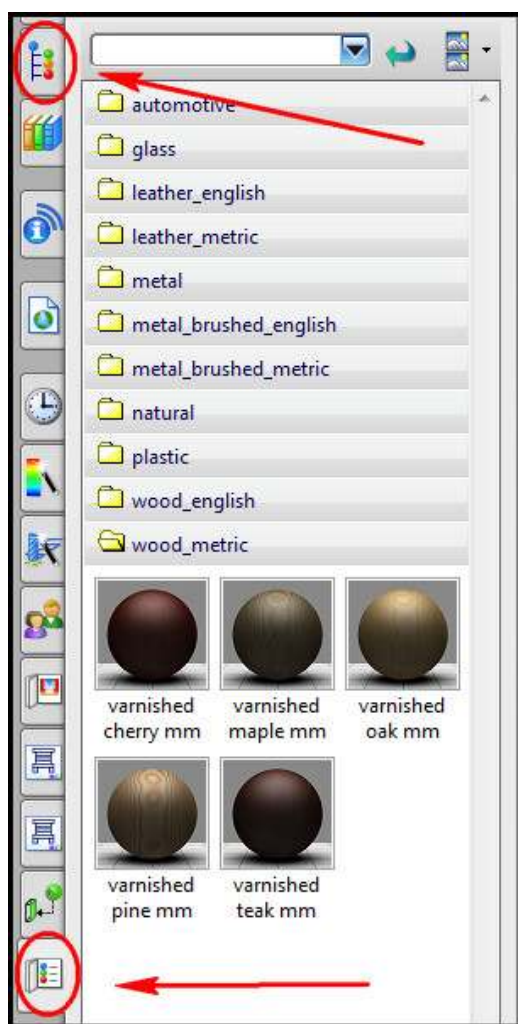 automotive
glass
leather_english
leather_metric
metal
metal_brushed_english
metal_brushed_metric
natural
plastic
wood_english
wood_metric
varnished cherry mm
varnished maple mm
varnished oak mm
varnished pine mm
varnished teak mm